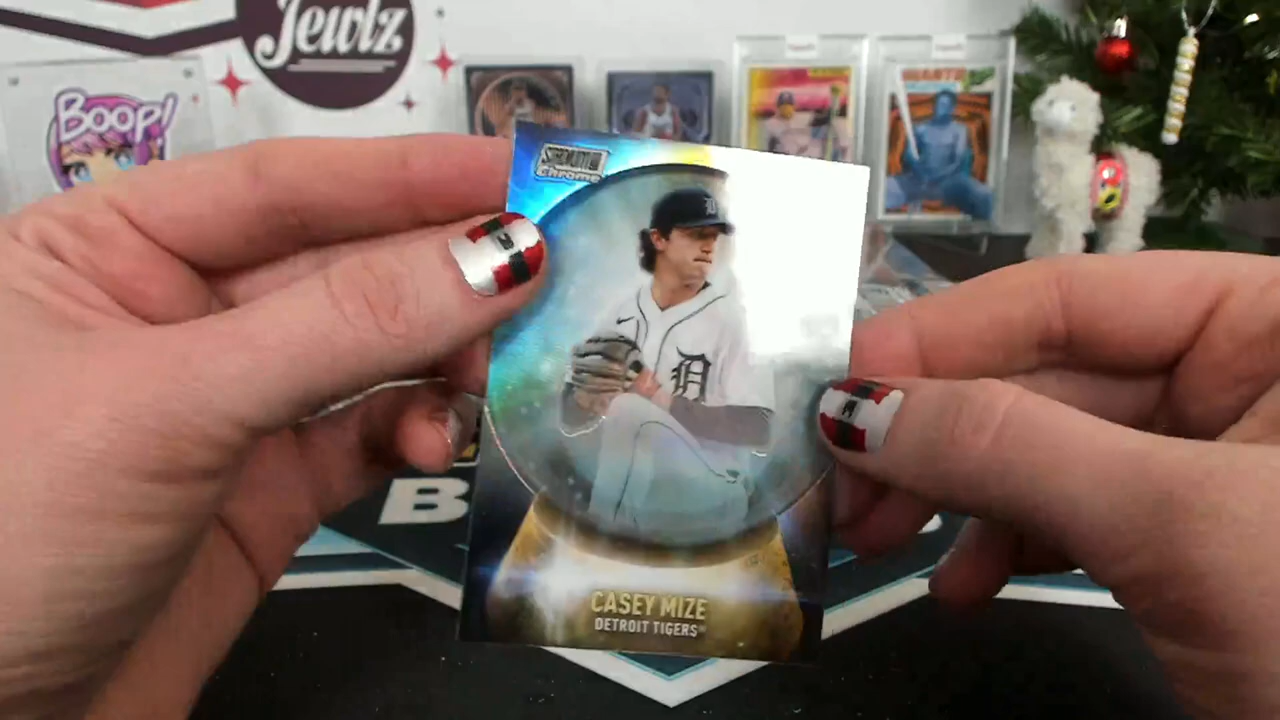 Jewlz
BOOP!
STADIUM
Chrome
D
D
B
CASEY MIZE
DETROIT TIGERS